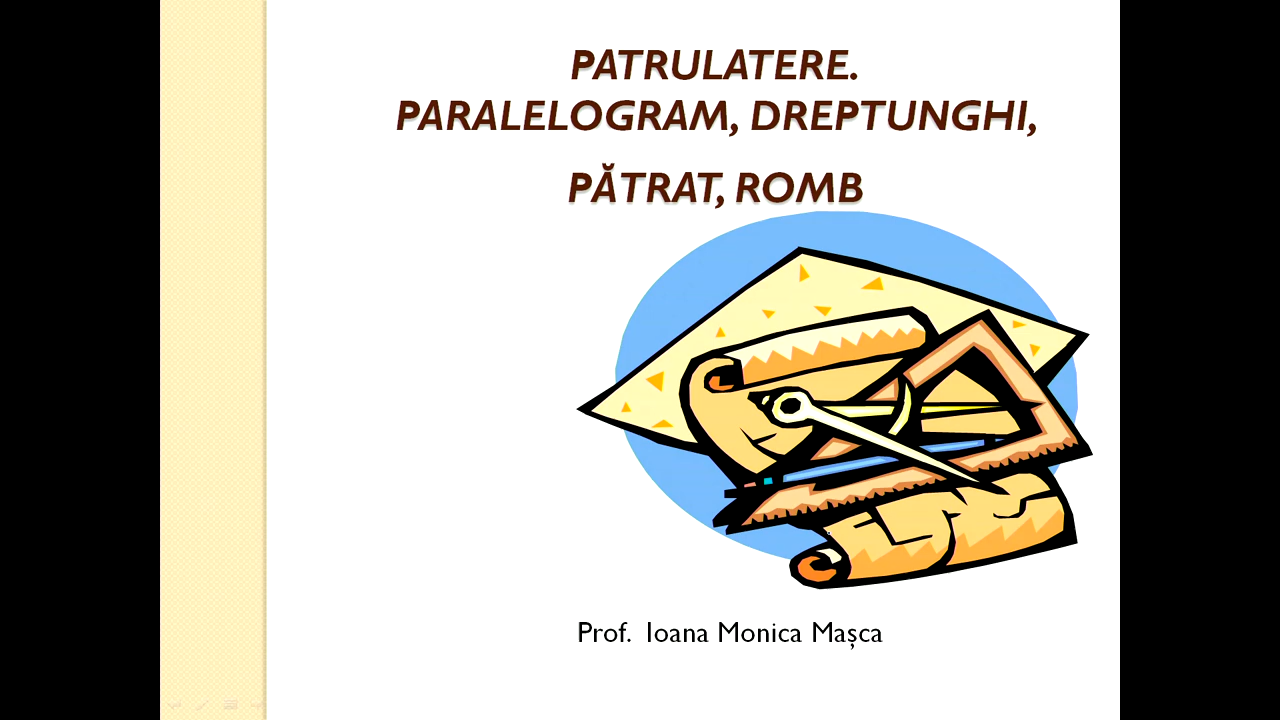 PATRULATERE.
PARALELOGRAM, DREPTUNGHI,
PĂTRAT, ROMB
Prof. Ioana Monica Mașca